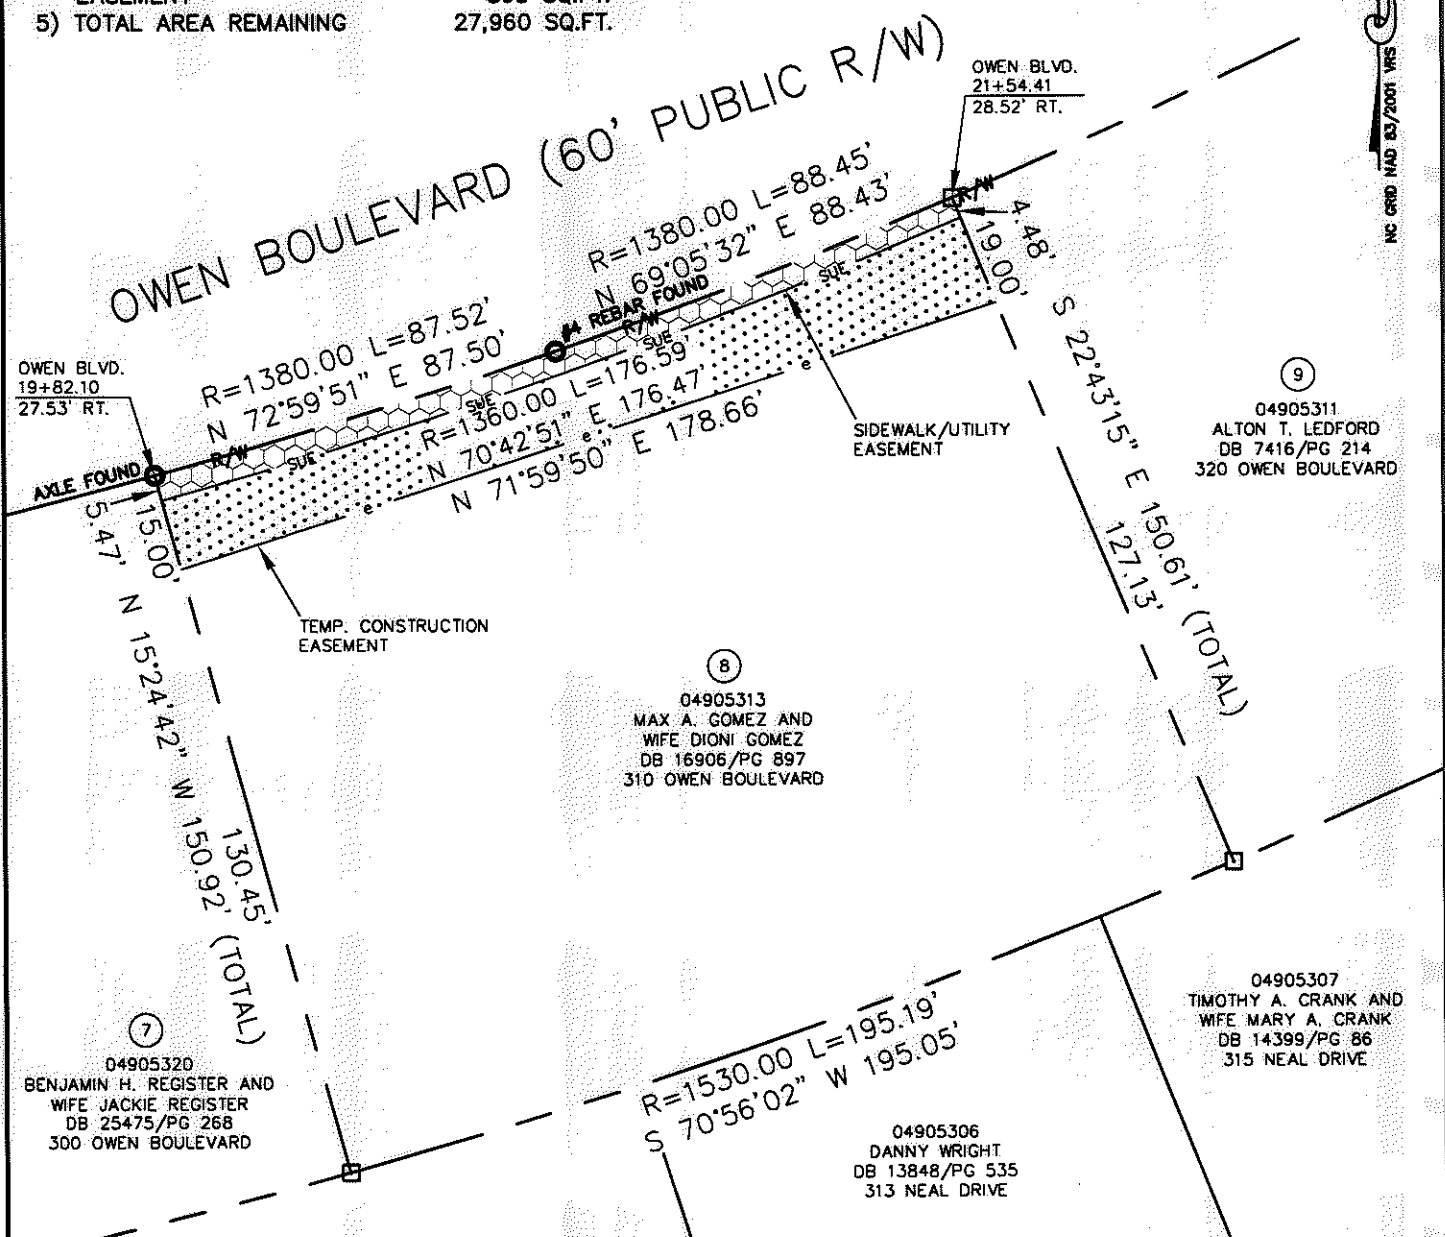 EASEMENT
5) TOTAL AREA REMAINING 27,960 SQ.FT.
NC GRID NAD 83/2001 VRS
OWEN BOULEVARD (60' PUBLIC R/W)
OWEN BLVD.
21+54.41
28.52' RT.
R=1380.00 L=88.45'
N 69°05'32" E 88.43'
#4 REBAR FOUND
R/W
R/W
SUE
SUE
4.48'
19.00'
OWEN BLVD.
19+82.10
27.53' RT.
R=1380.00 L=87.52'
N 72°59'51" E 87.50'
AXLE FOUND
R/W
SUE
SUE
R=1360.00 L=176.59'
N 70°42'51" E 176.47'
e
e
e
N 71°59'50" E 178.66'
5.47'
15.00'
SIDEWALK/UTILITY
EASEMENT
TEMP. CONSTRUCTION
EASEMENT
S 22°43'15" E 150.61' (TOTAL)
127.13'
N 15°24'42" W 150.92' (TOTAL)
130.45'
9
04905311
ALTON T. LEDFORD
DB 7416/PG 214
320 OWEN BOULEVARD
8
04905313
MAX A. GOMEZ AND
WIFE DIONI GOMEZ
DB 16906/PG 897
310 OWEN BOULEVARD
7
04905320
BENJAMIN H. REGISTER AND
WIFE JACKIE REGISTER
DB 25475/PG 268
300 OWEN BOULEVARD
R=1530.00 L=195.19'
S 70°56'02" W 195.05'
04905307
TIMOTHY A. CRANK AND
WIFE MARY A. CRANK
DB 14399/PG 86
315 NEAL DRIVE
04905306
DANNY WRIGHT
DB 13848/PG 535
313 NEAL DRIVE